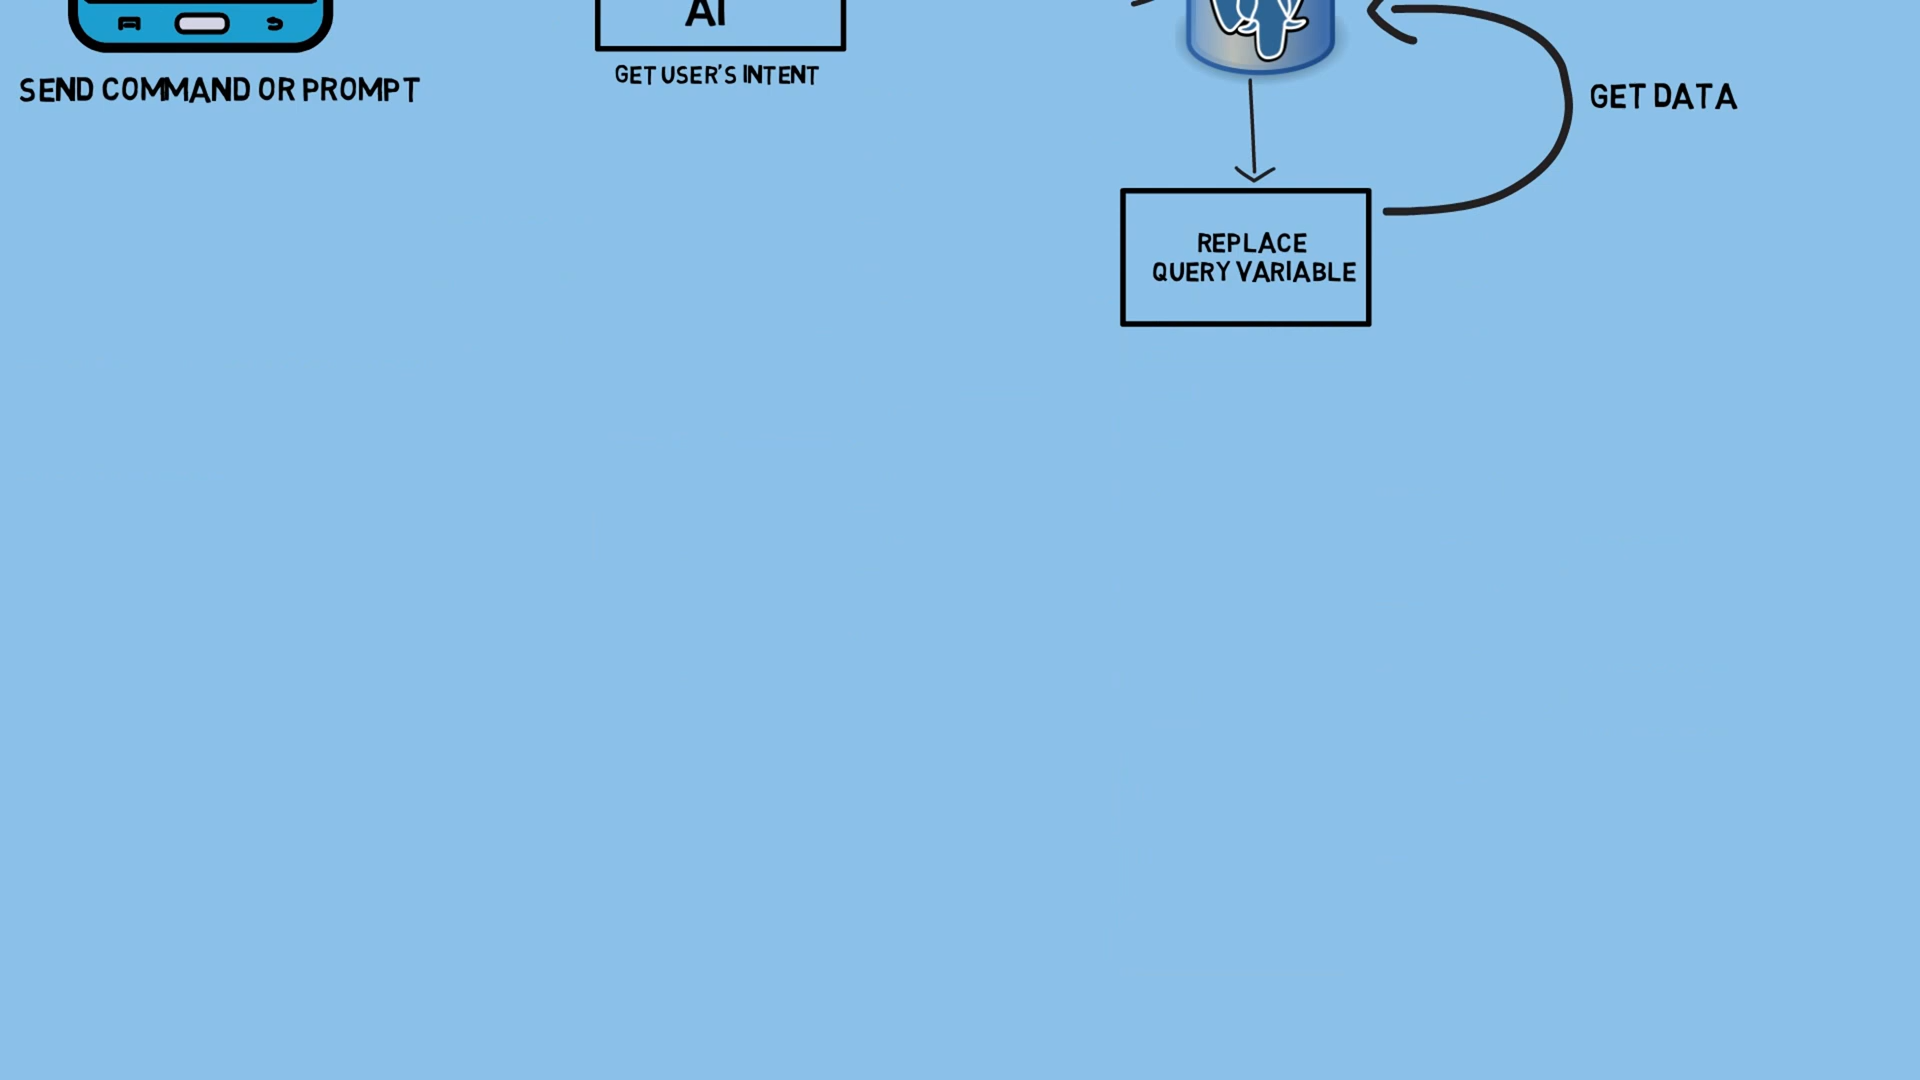 AI
SEND COMMAND OR PROMPT
GET USER'S INTENT
GET DATA
REPLACE
QUERY VARIABLE